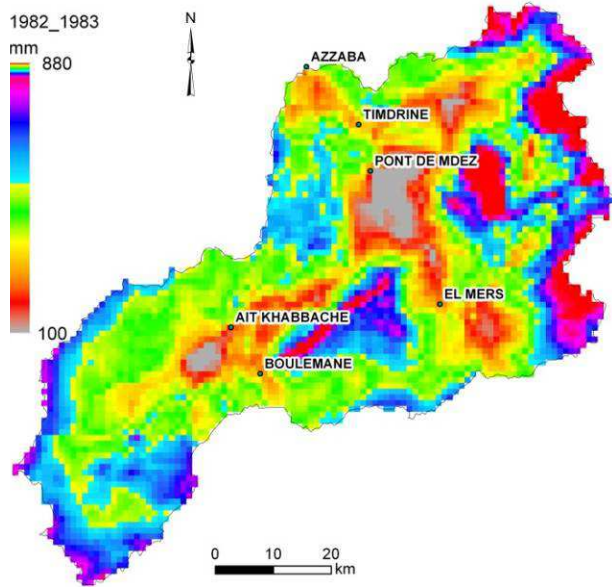 1982_1983
mm
880
100
N
AZZABA
TIMDRINE
PONT DE MDEZ
EL MERS
AIT KHABBACHE
BOULEMANE
0 10 20
km